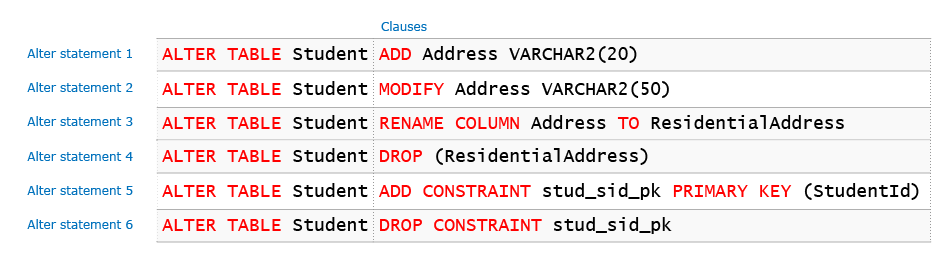 Clauses
Alter statement 1 ALTER TABLE Student ADD Address VARCHAR2(20)
Alter statement 2 ALTER TABLE Student MODIFY Address VARCHAR2(50)
Alter statement 3 ALTER TABLE Student RENAME COLUMN Address TO ResidentialAddress
Alter statement 4 ALTER TABLE Student DROP (ResidentialAddress)
Alter statement 5 ALTER TABLE Student ADD CONSTRAINT stud_sid_pk PRIMARY KEY (StudentId)
Alter statement 6 ALTER TABLE Student DROP CONSTRAINT stud_sid_pk